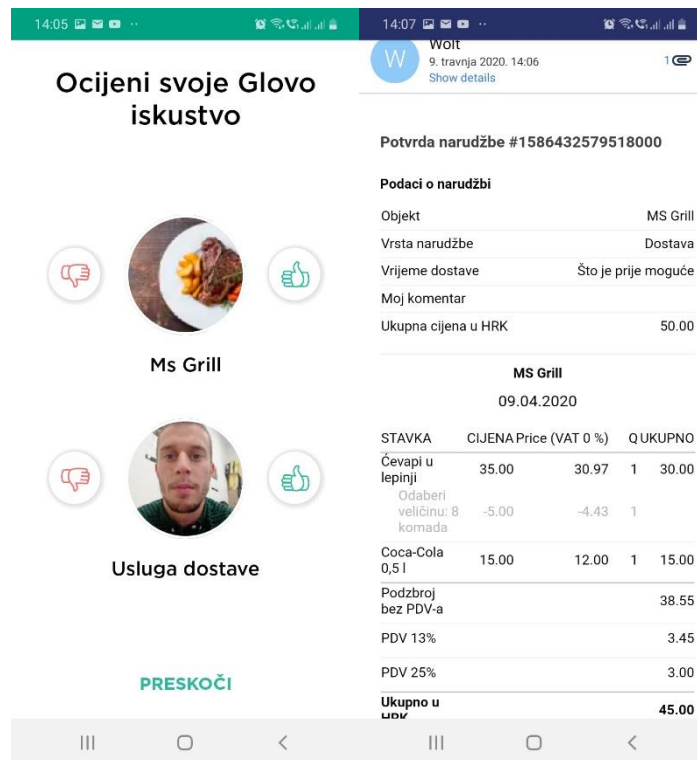 14:05
Ocijeni svoje Glovo
iskustvo
Ms Grill
Usluga dostave
PRESKOČI
14:07
W
Wolt
9. travnja 2020. 14:06
1
Show details
Potvrda narudžbe #1586432579518000
Podaci o narudžbi
Objekt MS Grill
Vrsta narudžbe Dostava
Vrijeme dostave Što je prije moguće
Moj komentar
Ukupna cijena u HRK 50.00
MS Grill
09.04.2020
STAVKA CIJENA Price (VAT 0 %) Q UKUPNO
Ćevapi u
lepinji 35.00 30.97 1 30.00
Odaberi
veličinu: 8 -5.00 -4.43 1
komada
Coca-Cola
0,5 l 15.00 12.00 1 15.00
Podzbroj
bez PDV-a 38.55
PDV 13% 3.45
PDV 25% 3.00
Ukupno u
HRK 45.00